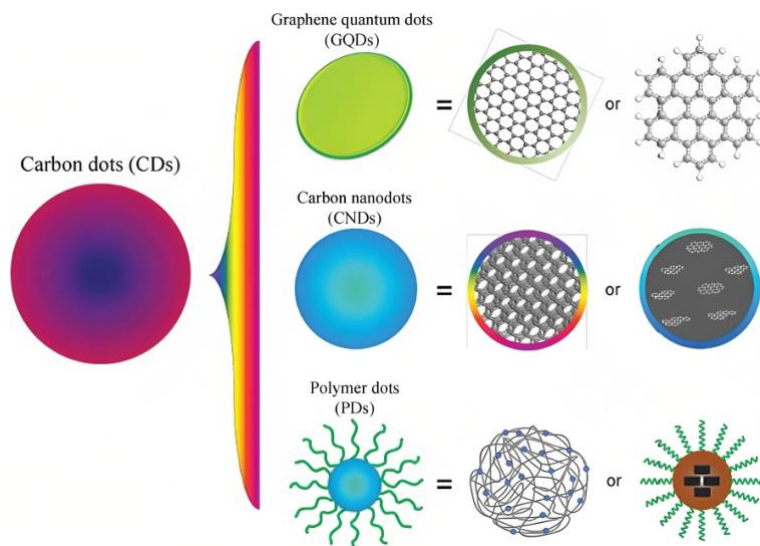 Graphene quantum dots
(GQDs)
=
or
Carbon dots (CDs)
Carbon nanodots
(CNDs)
=
or
Polymer dots
(PDs)
=
or